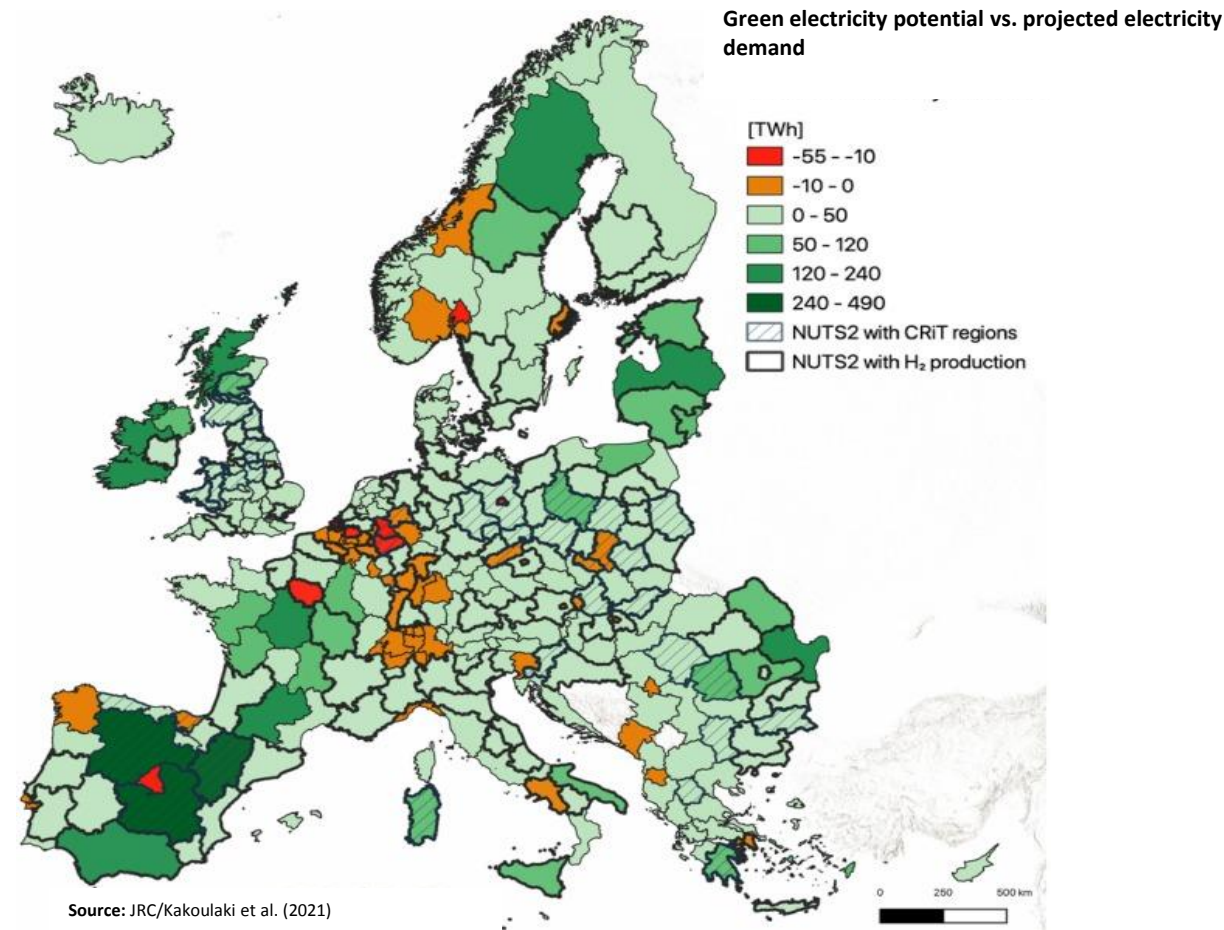 Green electricity potential vs. projected electricity
demand
[TWh]
-55 - -10
-10 - 0
0 - 50
50 - 120
120 - 240
240 - 490
NUTS2 with CRiT regions
NUTS2 with H₂ production
0 250 500 km
Source: JRC/Kakoulaki et al. (2021)